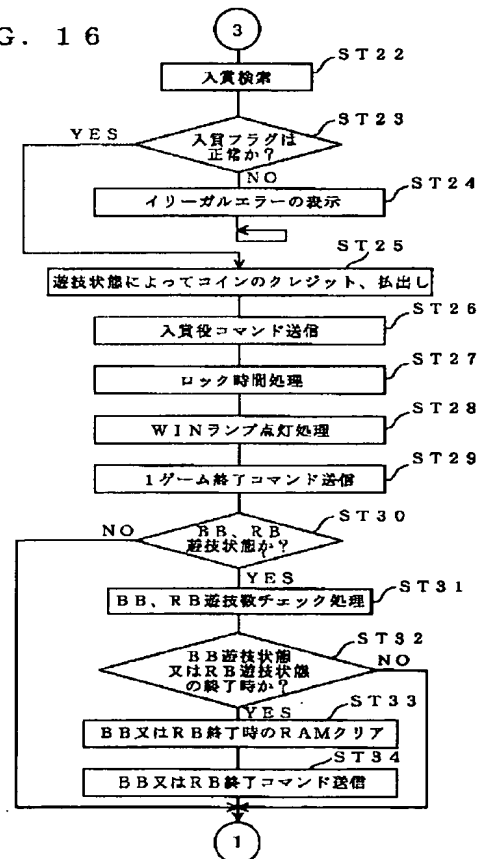 G. 16
3
ST22
入賞検索
ST23
YES
入賞フラグは
正常か?
NO
ST24
イリーガルエラーの表示
ST25
遊技状態によってコインのクレジット、払出し
ST26
入賞役コマンド送信
ST27
ロック時間処理
ST28
WINランプ点灯処理
ST29
1ゲーム終了コマンド送信
ST30
NO
BB、RB
遊技状態か?
YES
ST31
BB、RB遊技数チェック処理
ST32
BB遊技状態
又はRB遊技状態
の終了時か?
NO
YES
ST33
BB又はRB終了時のRAMクリア
ST34
BB又はRB終了コマンド送信
1